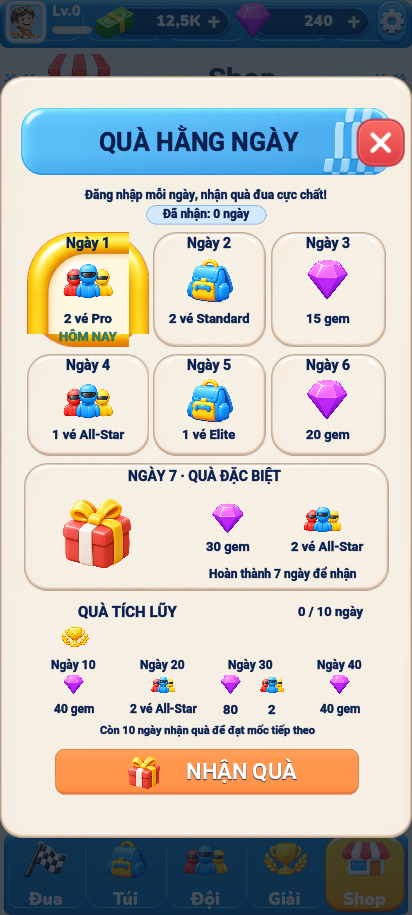 Lv.0
12,5K +
240 +
Shop
QUÀ HẰNG NGÀY
Đăng nhập mỗi ngày, nhận quà đua cực chất!
Đã nhận: 0 ngày
Ngày 1
Ngày 2
Ngày 3
2 vé Pro
2 vé Standard
15 gem
HÔM NAY
Ngày 4
Ngày 5
Ngày 6
1 vé All-Star
1 vé Elite
20 gem
NGÀY 7 · QUÀ ĐẶC BIỆT
30 gem
2 vé All-Star
Hoàn thành 7 ngày để nhận
QUÀ TÍCH LŨY
0 / 10 ngày
Ngày 10
Ngày 20
Ngày 30
Ngày 40
40 gem
2 vé All-Star
80
2
40 gem
Còn 10 ngày nhận quà để đạt mốc tiếp theo
NHẬN QUÀ
Đua
Túi
Đội
Giải
Shop